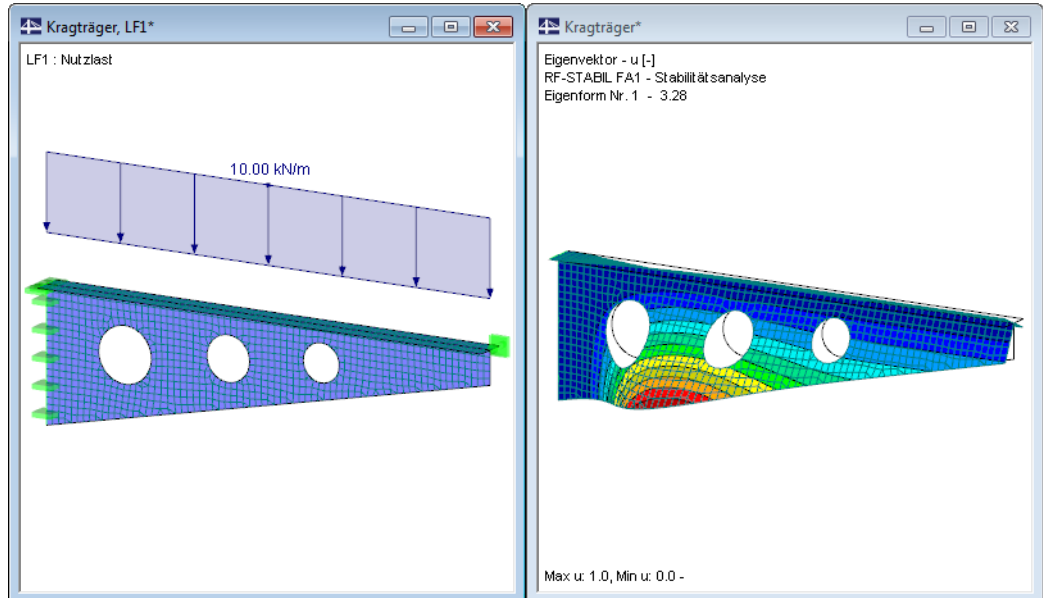 Kragträger, LF1*
LF1 : Nutzlast
10.00 kN/m
Kragträger*
Eigenvektor - u [-]
RF-STABIL FA1 - Stabilitätsanalyse
Eigenform Nr. 1 - 3.28
Max u: 1.0, Min u: 0.0 -